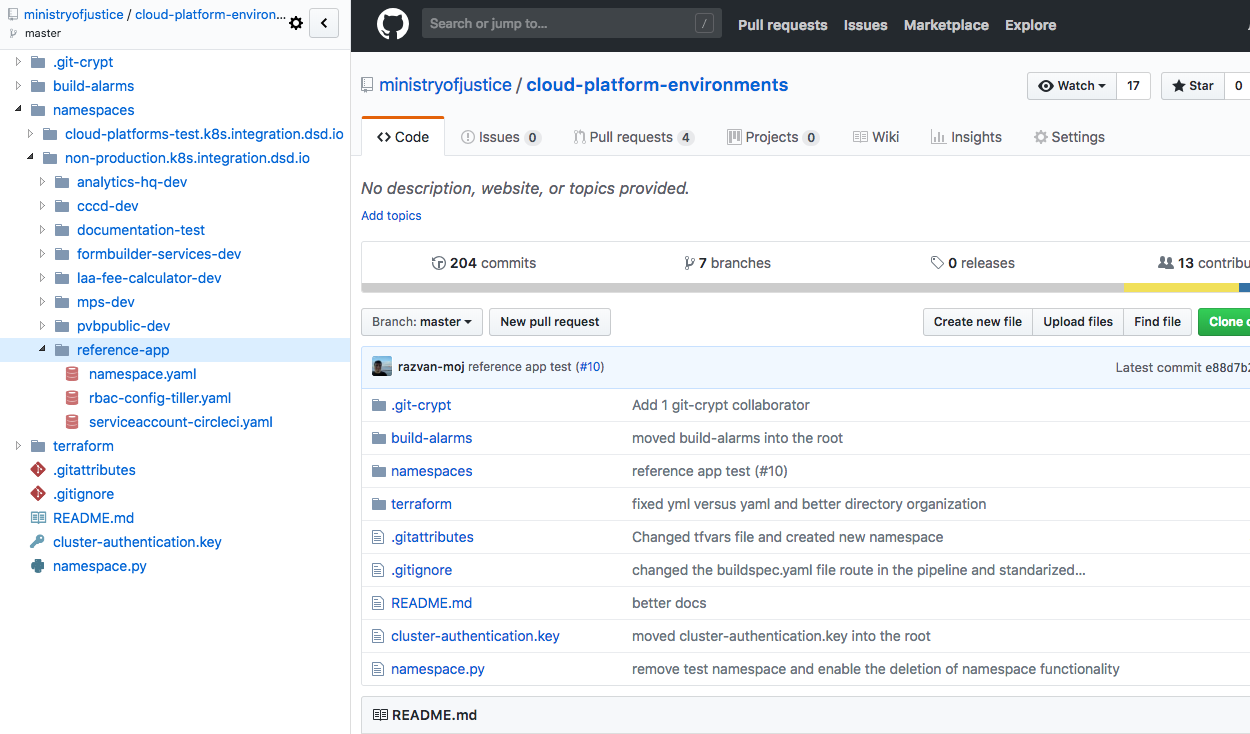 ministryofjustice / cloud-platform-environ...
master
.git-crypt
build-alarms
namespaces
cloud-platforms-test.k8s.integration.dsd.io
non-production.k8s.integration.dsd.io
analytics-hq-dev
cccd-dev
documentation-test
formbuilder-services-dev
laa-fee-calculator-dev
mps-dev
pvbpublic-dev
reference-app
namespace.yaml
rbac-config-tiller.yaml
serviceaccount-circleci.yaml
terraform
.gitattributes
.gitignore
README.md
cluster-authentication.key
namespace.py
Search or jump to... / Pull requests Issues Marketplace Explore
ministryofjustice / cloud-platform-environments
Watch 17 Star 0
Code Issues 0 Pull requests 4 Projects 0 Wiki Insights Settings
No description, website, or topics provided.
Add topics
204 commits 7 branches 0 releases 13 contribu
Branch: master New pull request Create new file Upload files Find file Clone
razvan-moj reference app test (#10) Latest commit e88d7b2
.git-crypt Add 1 git-crypt collaborator
build-alarms moved build-alarms into the root
namespaces reference app test (#10)
terraform fixed yml versus yaml and better directory organization
.gitattributes Changed tfvars file and created new namespace
.gitignore changed the buildspec.yaml file route in the pipeline and standarized...
README.md better docs
cluster-authentication.key moved cluster-authentication.key into the root
namespace.py remove test namespace and enable the deletion of namespace functionality
README.md